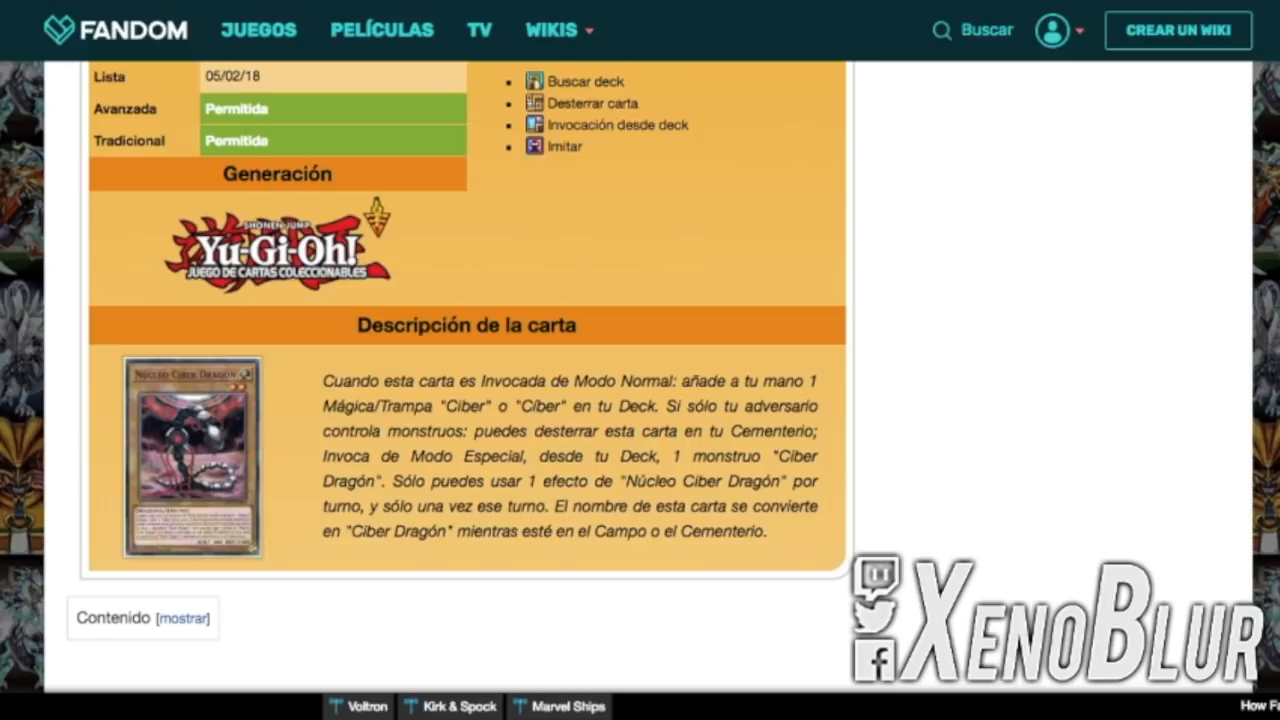 FANDOM JUEGOS PELÍCULAS TV WIKIS Buscar CREAR UN WIKI
Lista 05/02/18
Avanzada Permitida
Tradicional Permitida
Buscar deck
Desterrar carta
Invocación desde deck
Imitar
Generación
SHONEN JUMP
Yu-Gi-Oh!
JUEGO DE CARTAS COLECCIONABLES
Descripción de la carta
NÚCLEO CIBER DRAGÓN
Cuando esta carta es Invocada de Modo Normal: añade a tu mano 1
Mágica/Trampa "Ciber" o "Cíber" en tu Deck. Si sólo tu adversario
controla monstruos: puedes desterrar esta carta en tu Cementerio;
Invoca de Modo Especial, desde tu Deck, 1 monstruo "Ciber
Dragón". Sólo puedes usar 1 efecto de "Núcleo Ciber Dragón" por
turno, y sólo una vez ese turno. El nombre de esta carta se convierte
en "Ciber Dragón" mientras esté en el Campo o el Cementerio.
Contenido [mostrar]
XENOBLUR
Voltron Kirk & Spock Marvel Ships How